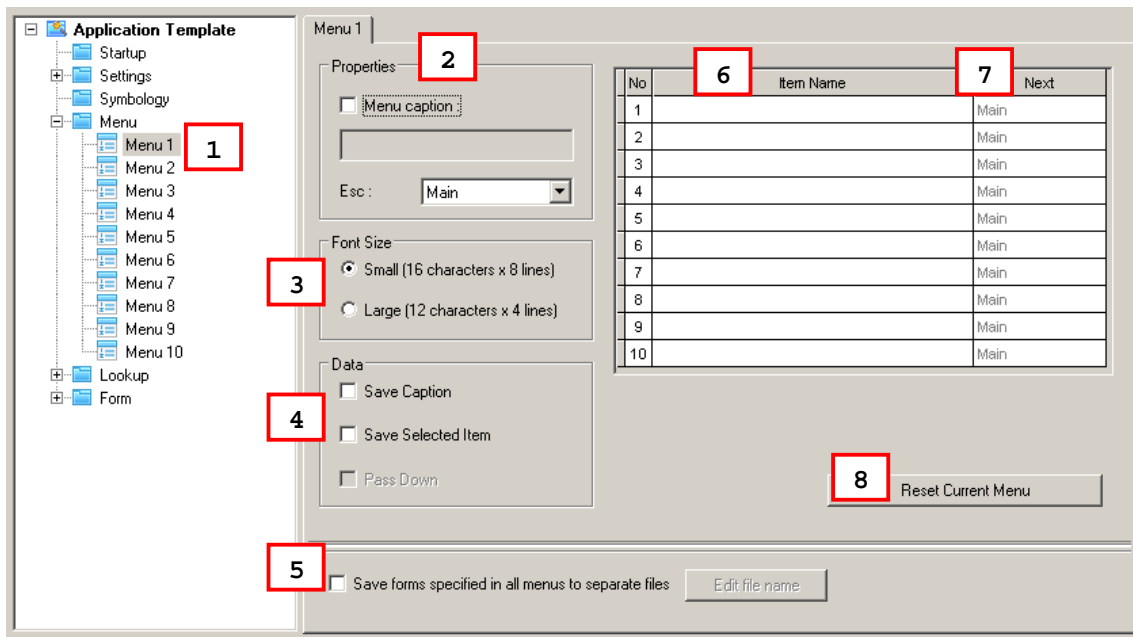 Application Template
Startup
Settings
Symbology
Menu
Menu 1
1
Menu 2
Menu 3
Menu 4
Menu 5
Menu 6
Menu 7
Menu 8
Menu 9
Menu 10
Lookup
Form
Menu 1
Properties
2
Menu caption :
Esc : Main
Font Size
3
Small (16 characters x 8 lines)
Large (12 characters x 4 lines)
Data
4
Save Caption
Save Selected Item
Pass Down
6
7
No Item Name Next
1 Main
2 Main
3 Main
4 Main
5 Main
6 Main
7 Main
8 Main
9 Main
10 Main
8
Reset Current Menu
5
Save forms specified in all menus to separate files Edit file name